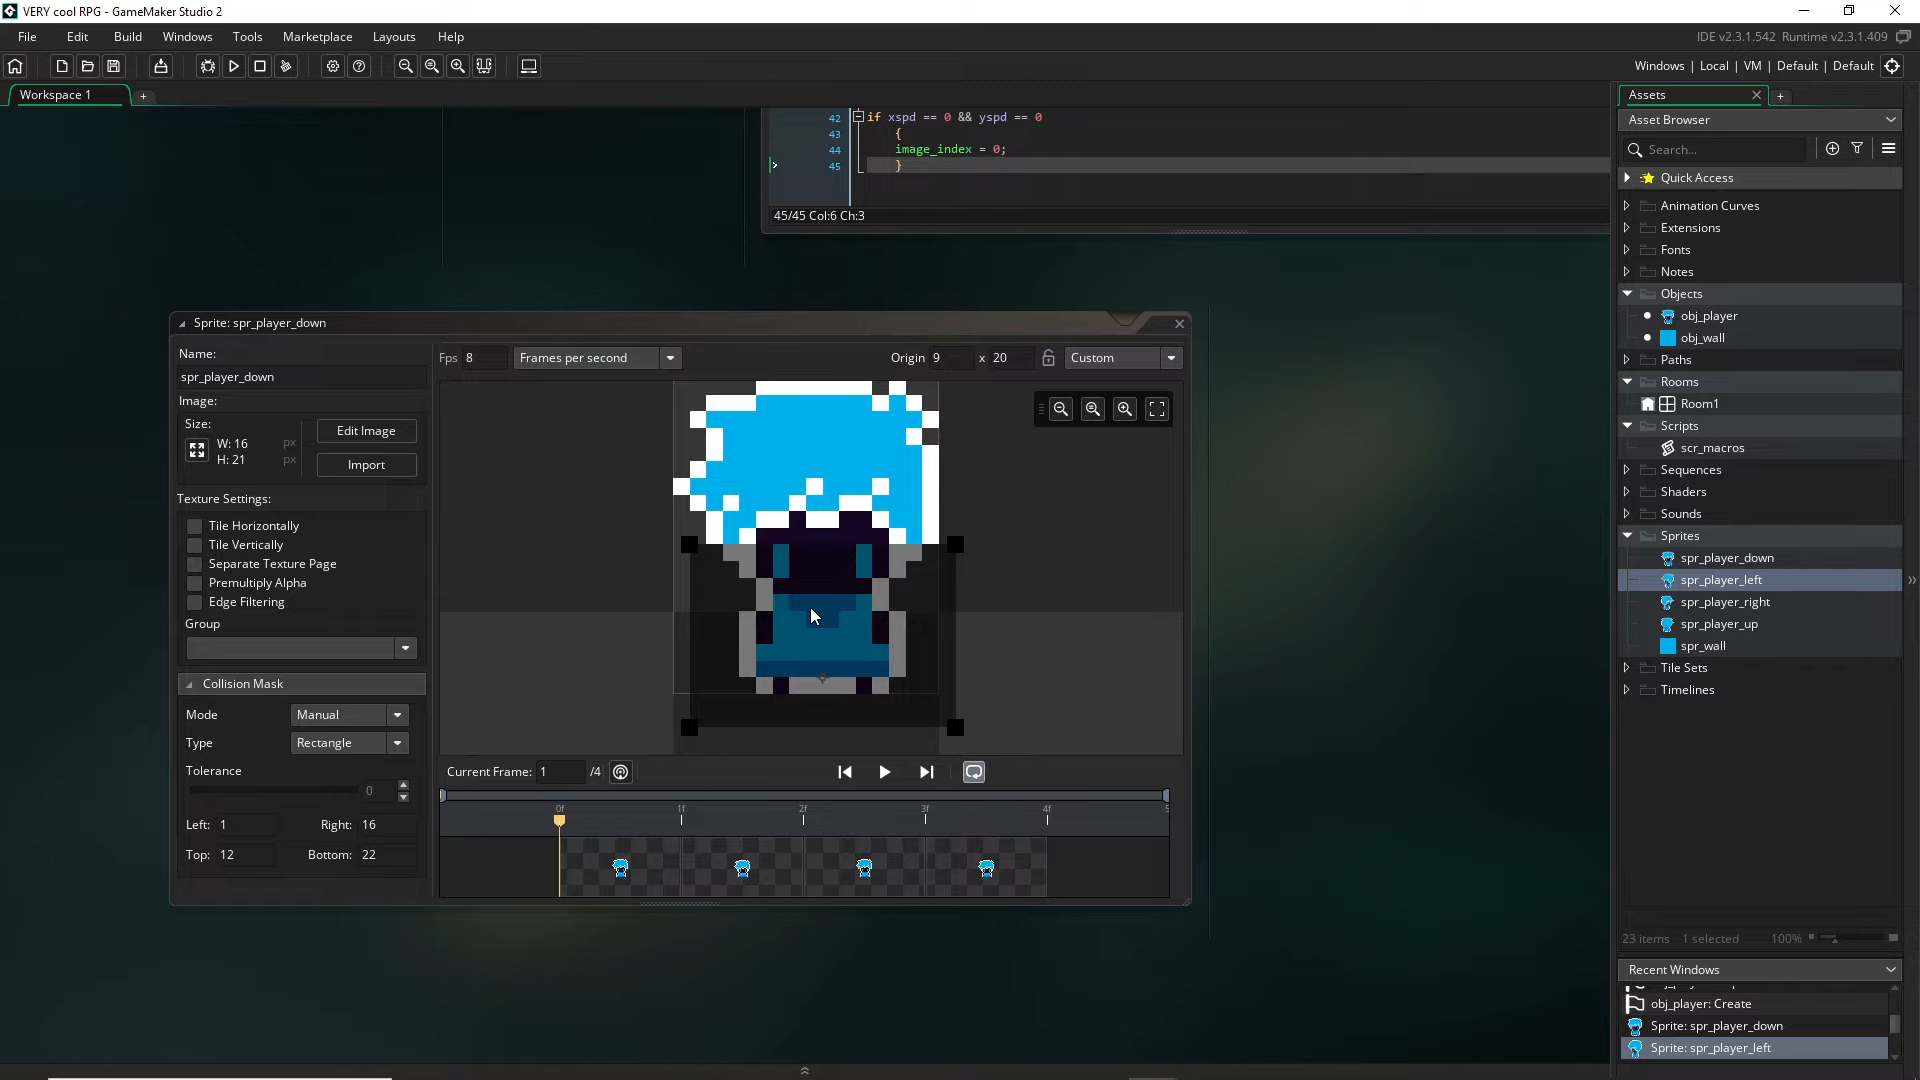 VERY cool RPG - GameMaker Studio 2
File Edit Build Windows Tools Marketplace Layouts Help
IDE v2.3.1.542 Runtime v2.3.1.409
Windows | Local | VM | Default | Default
Workspace 1
42 if xspd == 0 && yspd == 0
43 {
44 image_index = 0;
45 }
45/45 Col:6 Ch:3
Sprite: spr_player_down
Name:
spr_player_down
Image:
Size:
W: 16 px
H: 21 px
Edit Image
Import
Texture Settings:
Tile Horizontally
Tile Vertically
Separate Texture Page
Premultiply Alpha
Edge Filtering
Group
Collision Mask
Mode Manual
Type Rectangle
Tolerance
0
Left: 1 Right: 16
Top: 12 Bottom: 22
Fps 8 Frames per second
Origin 9 x 20 Custom
Current Frame: 1 /4
0f 1f 2f 3f 4f 5
Assets
Asset Browser
Search...
Quick Access
Animation Curves
Extensions
Fonts
Notes
Objects
obj_player
obj_wall
Paths
Rooms
Room1
Scripts
scr_macros
Sequences
Shaders
Sounds
Sprites
spr_player_down
spr_player_left
spr_player_right
spr_player_up
spr_wall
Tile Sets
Timelines
23 items 1 selected 100%
Recent Windows
obj_player: Create
Sprite: spr_player_down
Sprite: spr_player_left